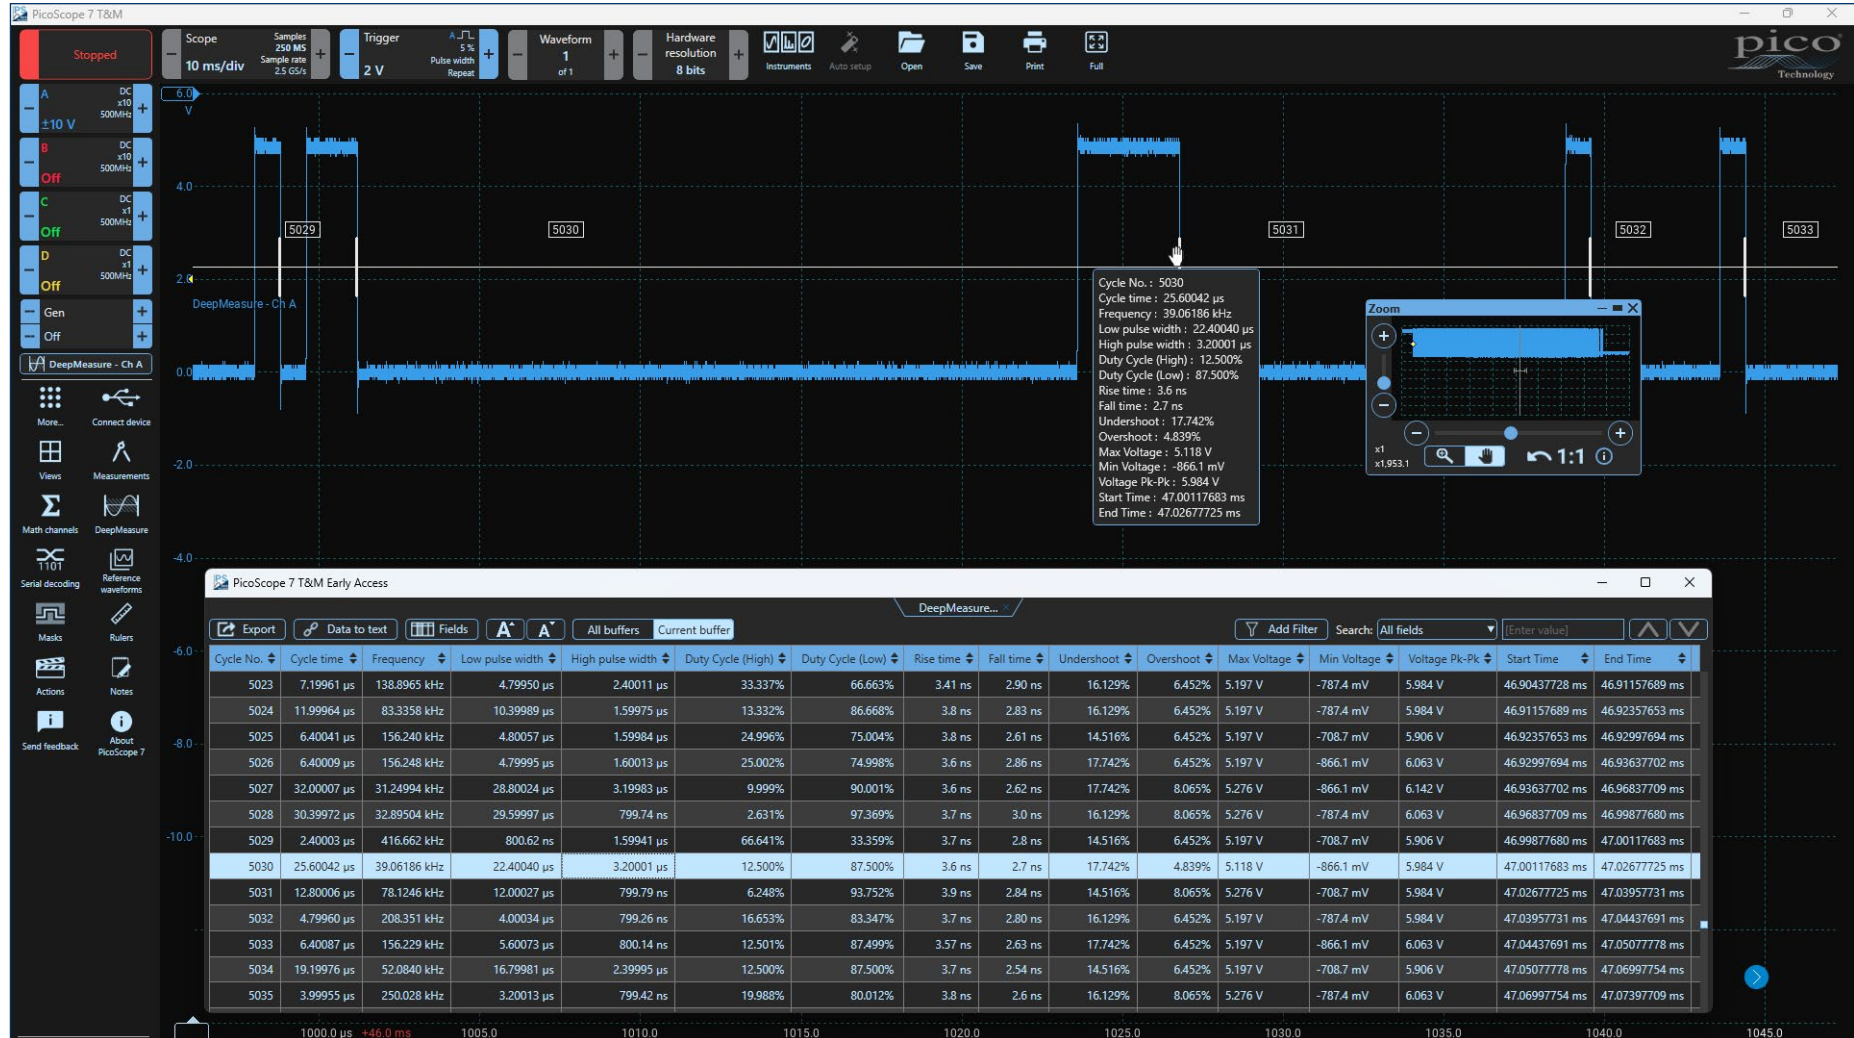 PicoScope 7 T&M
Stopped
Scope
10 ms/div
Samples
250 MS
Sample rate
2.5 GS/s
Trigger
2 V
A
5 %
Pulse width
Repeat
Waveform
1
of 1
Hardware
resolution
8 bits
Instruments
Auto setup
Open
Save
Print
Full
pico
Technology
A
DC
x10
500MHz
±10 V
B
DC
x10
500MHz
Off
C
DC
x1
500MHz
Off
D
DC
x1
500MHz
Off
Gen
Off
DeepMeasure - Ch A
More...
Connect device
Views
Measurements
Math channels
DeepMeasure
1101
Serial decoding
Reference
waveforms
Masks
Rulers
Actions
Notes
Send feedback
About
PicoScope 7
6.0
V
4.0
2.0
0.0
-2.0
-4.0
-6.0
-8.0
-10.0
DeepMeasure - Ch A
5029
5030
5031
5032
5033
Cycle No. : 5030
Cycle time : 25.60042 µs
Frequency : 39.06186 kHz
Low pulse width : 22.40040 µs
High pulse width : 3.20001 µs
Duty Cycle (High) : 12.500%
Duty Cycle (Low) : 87.500%
Rise time : 3.6 ns
Fall time : 2.7 ns
Undershoot : 17.742%
Overshoot : 4.839%
Max Voltage : 5.118 V
Min Voltage : -866.1 mV
Voltage Pk-Pk : 5.984 V
Start Time : 47.00117683 ms
End Time : 47.02677725 ms
Zoom
x1
x1,953.1
1:1
PicoScope 7 T&M Early Access
DeepMeasure...
Export
Data to text
Fields
A
A
All buffers
Current buffer
Add Filter
Search:
All fields
[Enter value]
Cycle No. Cycle time Frequency Low pulse width High pulse width Duty Cycle (High) Duty Cycle (Low) Rise time Fall time Undershoot Overshoot Max Voltage Min Voltage Voltage Pk-Pk Start Time End Time
5023 7.19961 µs 138.8965 kHz 4.79950 µs 2.40011 µs 33.337% 66.663% 3.41 ns 2.90 ns 16.129% 6.452% 5.197 V -787.4 mV 5.984 V 46.90437728 ms 46.91157689 ms
5024 11.99964 µs 83.3358 kHz 10.39989 µs 1.59975 µs 13.332% 86.668% 3.8 ns 2.83 ns 16.129% 6.452% 5.197 V -787.4 mV 5.984 V 46.91157689 ms 46.92357653 ms
5025 6.40041 µs 156.240 kHz 4.80057 µs 1.59984 µs 24.996% 75.004% 3.8 ns 2.61 ns 14.516% 6.452% 5.197 V -708.7 mV 5.906 V 46.92357653 ms 46.92997694 ms
5026 6.40009 µs 156.248 kHz 4.79995 µs 1.60013 µs 25.002% 74.998% 3.6 ns 2.86 ns 17.742% 6.452% 5.197 V -866.1 mV 6.063 V 46.92997694 ms 46.93637702 ms
5027 32.00007 µs 31.24994 kHz 28.80024 µs 3.19983 µs 9.999% 90.001% 3.6 ns 2.62 ns 17.742% 8.065% 5.276 V -866.1 mV 6.142 V 46.93637702 ms 46.96837709 ms
5028 30.39972 µs 32.89504 kHz 29.59997 µs 799.74 ns 2.631% 97.369% 3.7 ns 3.0 ns 16.129% 8.065% 5.276 V -787.4 mV 6.063 V 46.96837709 ms 46.99877680 ms
5029 2.40003 µs 416.662 kHz 800.62 ns 1.59941 µs 66.641% 33.359% 3.7 ns 2.8 ns 14.516% 6.452% 5.197 V -708.7 mV 5.906 V 46.99877680 ms 47.00117683 ms
5030 25.60042 µs 39.06186 kHz 22.40040 µs 3.20001 µs 12.500% 87.500% 3.6 ns 2.7 ns 17.742% 4.839% 5.118 V -866.1 mV 5.984 V 47.00117683 ms 47.02677725 ms
5031 12.80006 µs 78.1246 kHz 12.00027 µs 799.79 ns 6.248% 93.752% 3.9 ns 2.84 ns 14.516% 8.065% 5.276 V -708.7 mV 5.984 V 47.02677725 ms 47.03957731 ms
5032 4.79960 µs 208.351 kHz 4.00034 µs 799.26 ns 16.653% 83.347% 3.7 ns 2.80 ns 16.129% 6.452% 5.197 V -787.4 mV 5.984 V 47.03957731 ms 47.04437691 ms
5033 6.40087 µs 156.229 kHz 5.60073 µs 800.14 ns 12.501% 87.499% 3.57 ns 2.63 ns 17.742% 6.452% 5.197 V -866.1 mV 6.063 V 47.04437691 ms 47.05077778 ms
5034 19.19976 µs 52.0840 kHz 16.79981 µs 2.39995 µs 12.500% 87.500% 3.7 ns 2.54 ns 14.516% 6.452% 5.197 V -708.7 mV 5.906 V 47.05077778 ms 47.06997754 ms
5035 3.99955 µs 250.028 kHz 3.20013 µs 799.42 ns 19.988% 80.012% 3.8 ns 2.6 ns 16.129% 8.065% 5.276 V -787.4 mV 6.063 V 47.06997754 ms 47.07397709 ms
1000.0 µs +46.0 ms 1005.0 1010.0 1015.0 1020.0 1025.0 1030.0 1035.0 1040.0 1045.0